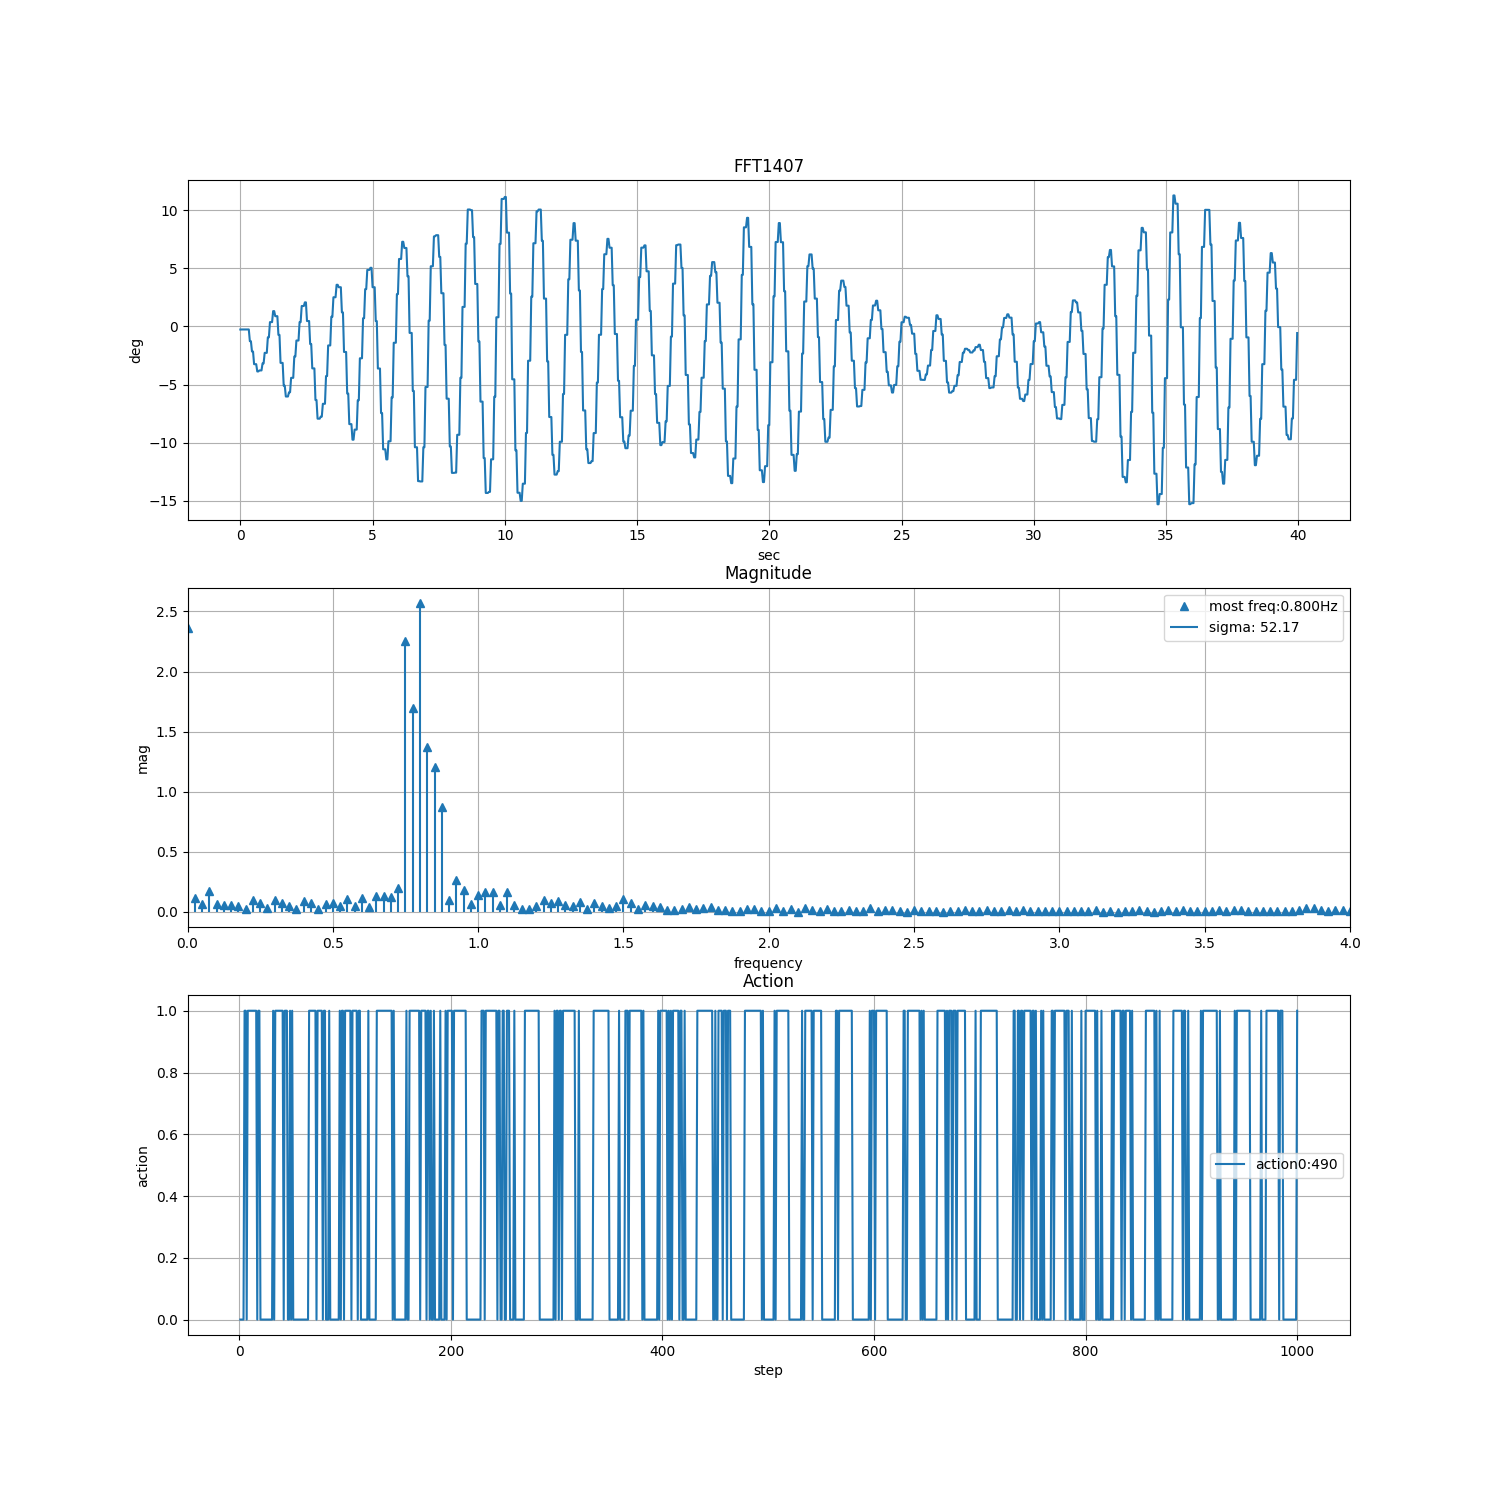 FFT1407
10
5
0
−5
−10
−15
deg
0 5 10 15 20 25 30 35 40
sec
Magnitude
most freq:0.800Hz
sigma: 52.17
2.5
2.0
1.5
1.0
0.5
0.0
mag
0.0 0.5 1.0 1.5 2.0 2.5 3.0 3.5 4.0
frequency
Action
1.0
0.8
0.6
0.4
0.2
0.0
action
action0:490
0 200 400 600 800 1000
step